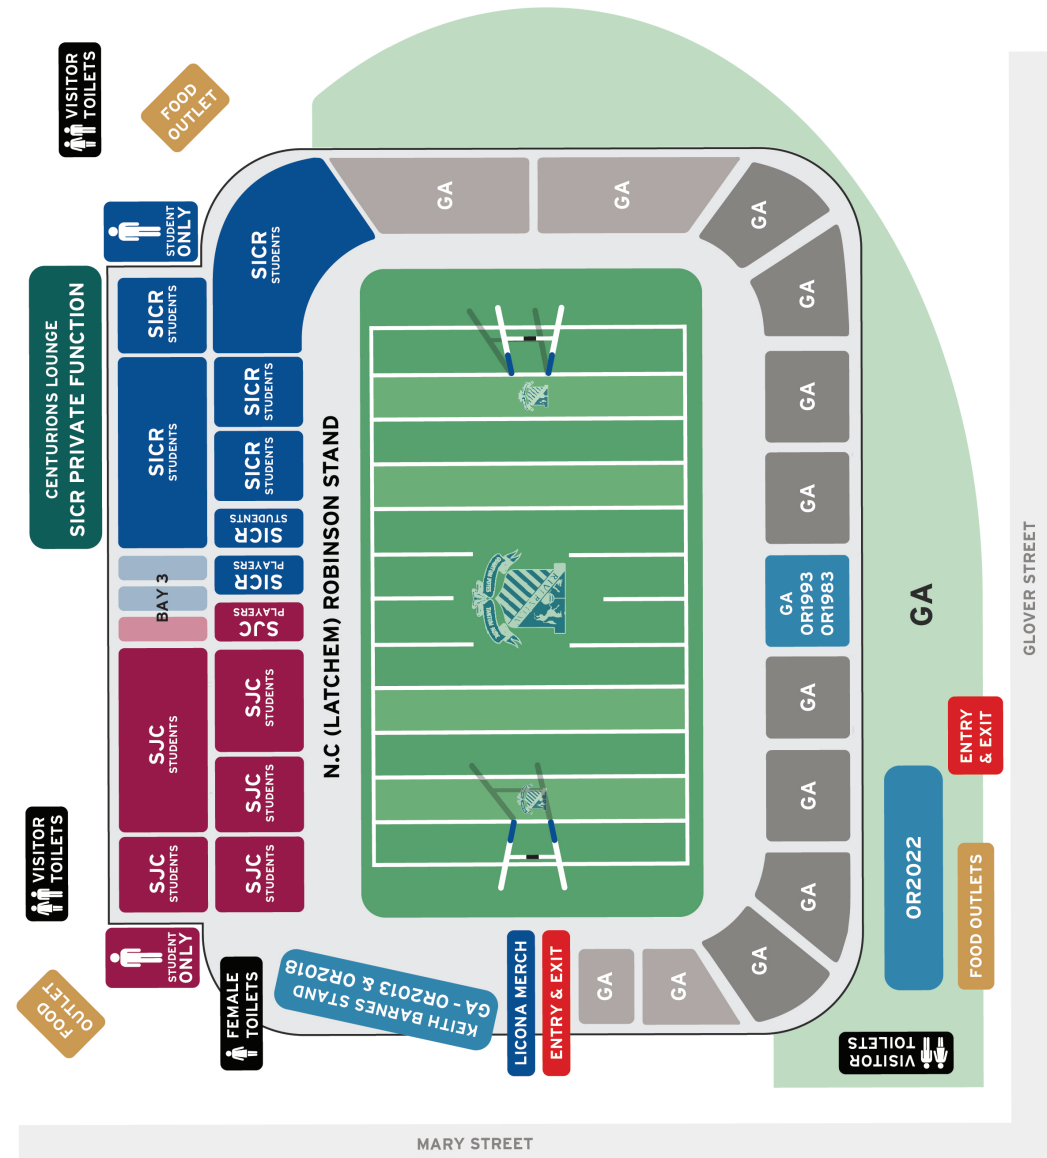 VISITOR
TOILETS
FOOD
OUTLET
STUDENT
ONLY
CENTURIONS LOUNGE
SICR PRIVATE FUNCTION
SICR
STUDENTS
SICR
STUDENTS
SICR
STUDENTS
SICR
STUDENTS
SICR
STUDENTS
SICR
STUDENTS
SICR
PLAYERS
BAY 3
SJC
PLAYERS
SJC
STUDENTS
SJC
STUDENTS
SJC
STUDENTS
SJC
STUDENTS
SJC
STUDENTS
N.C (LATCHEM) ROBINSON STAND
GA
GA
GA
GA
GA
GA
GA
OR1993
OR1983
GA
GA
GA
GA
GA
GA
GA
GLOVER STREET
ENTRY
& EXIT
OR2022
FOOD OUTLETS
VISITOR
TOILETS
VISITOR
TOILETS
STUDENT
ONLY
FOOD
OUTLET
FEMALE
TOILETS
KEITH BARNES STAND
GA - OR2013 & OR2018
LICONA MERCH
ENTRY & EXIT
MARY STREET